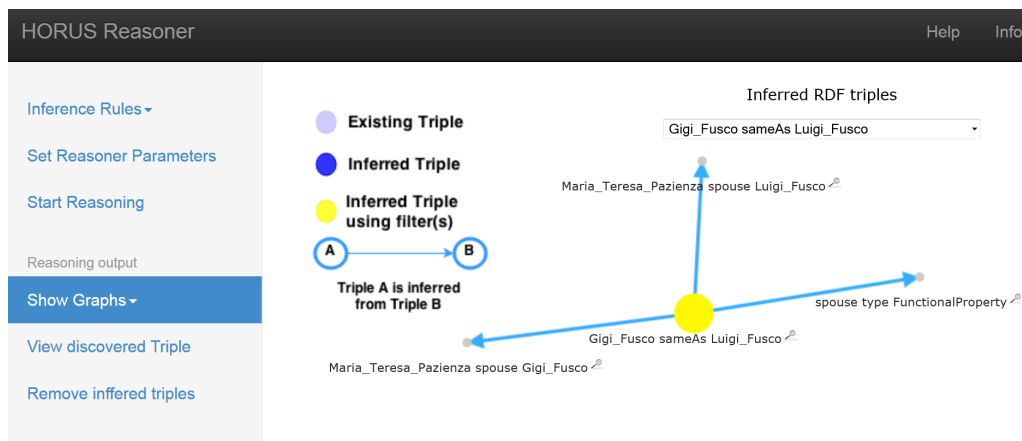 HORUS Reasoner
Help
Info
Inference Rules
Set Reasoner Parameters
Start Reasoning
Reasoning output
Show Graphs
View discovered Triple
Remove inffered triples
Existing Triple
Inferred Triple
Inferred Triple
using filter(s)
A
B
Triple A is inferred
from Triple B
Inferred RDF triples
Gigi_Fusco sameAs Luigi_Fusco
Maria_Teresa_Pazienza spouse Luigi_Fusco
spouse type FunctionalProperty
Gigi_Fusco sameAs Luigi_Fusco
Maria_Teresa_Pazienza spouse Gigi_Fusco